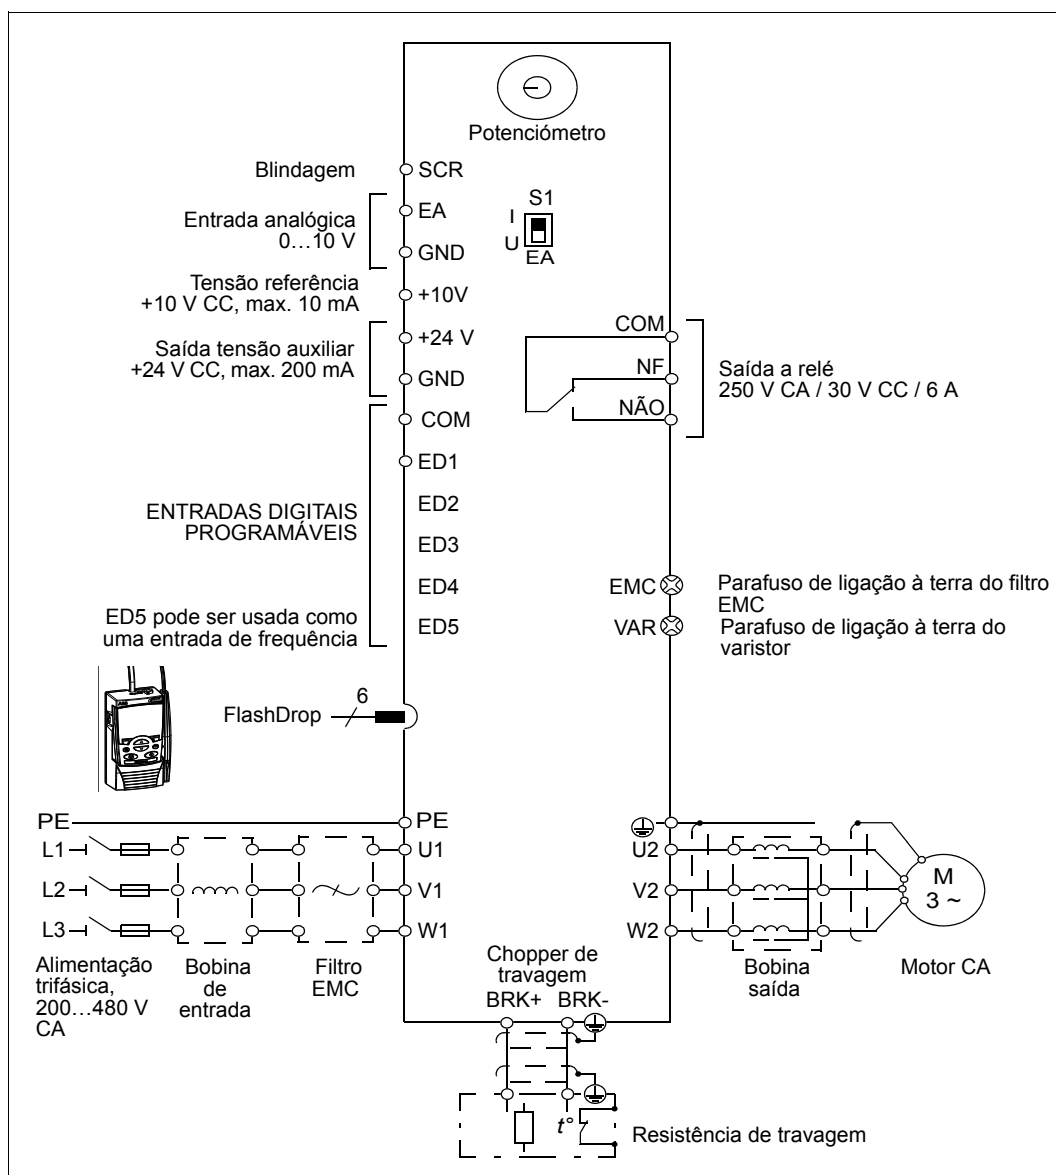 Potenciómetro
Blindagem
SCR
S1
EA
I
Entrada analógica
0…10 V
U
EA
GND
Tensão referência
+10 V CC, max. 10 mA
+10V
COM
+24 V
Saída tensão auxiliar
+24 V CC, max. 200 mA
NF
Saída a relé
250 V CA / 30 V CC / 6 A
GND
NÃO
COM
ED1
ENTRADAS DIGITAIS
PROGRAMÁVEIS
ED2
ED3
ED4
EMC
Parafuso de ligação à terra do filtro
EMC
ED5 pode ser usada como
uma entrada de frequência
ED5
VAR
Parafuso de ligação à terra do
varistor
6
FlashDrop
PE
PE
L1
U1
U2
L2
V1
V2
M
3 ~
L3
W1
W2
Alimentação
trifásica,
200…480 V
CA
Bobina
de
entrada
Filtro
EMC
Chopper de
travagem
BRK+
BRK-
Bobina
saída
Motor CA
t°
Resistência de travagem